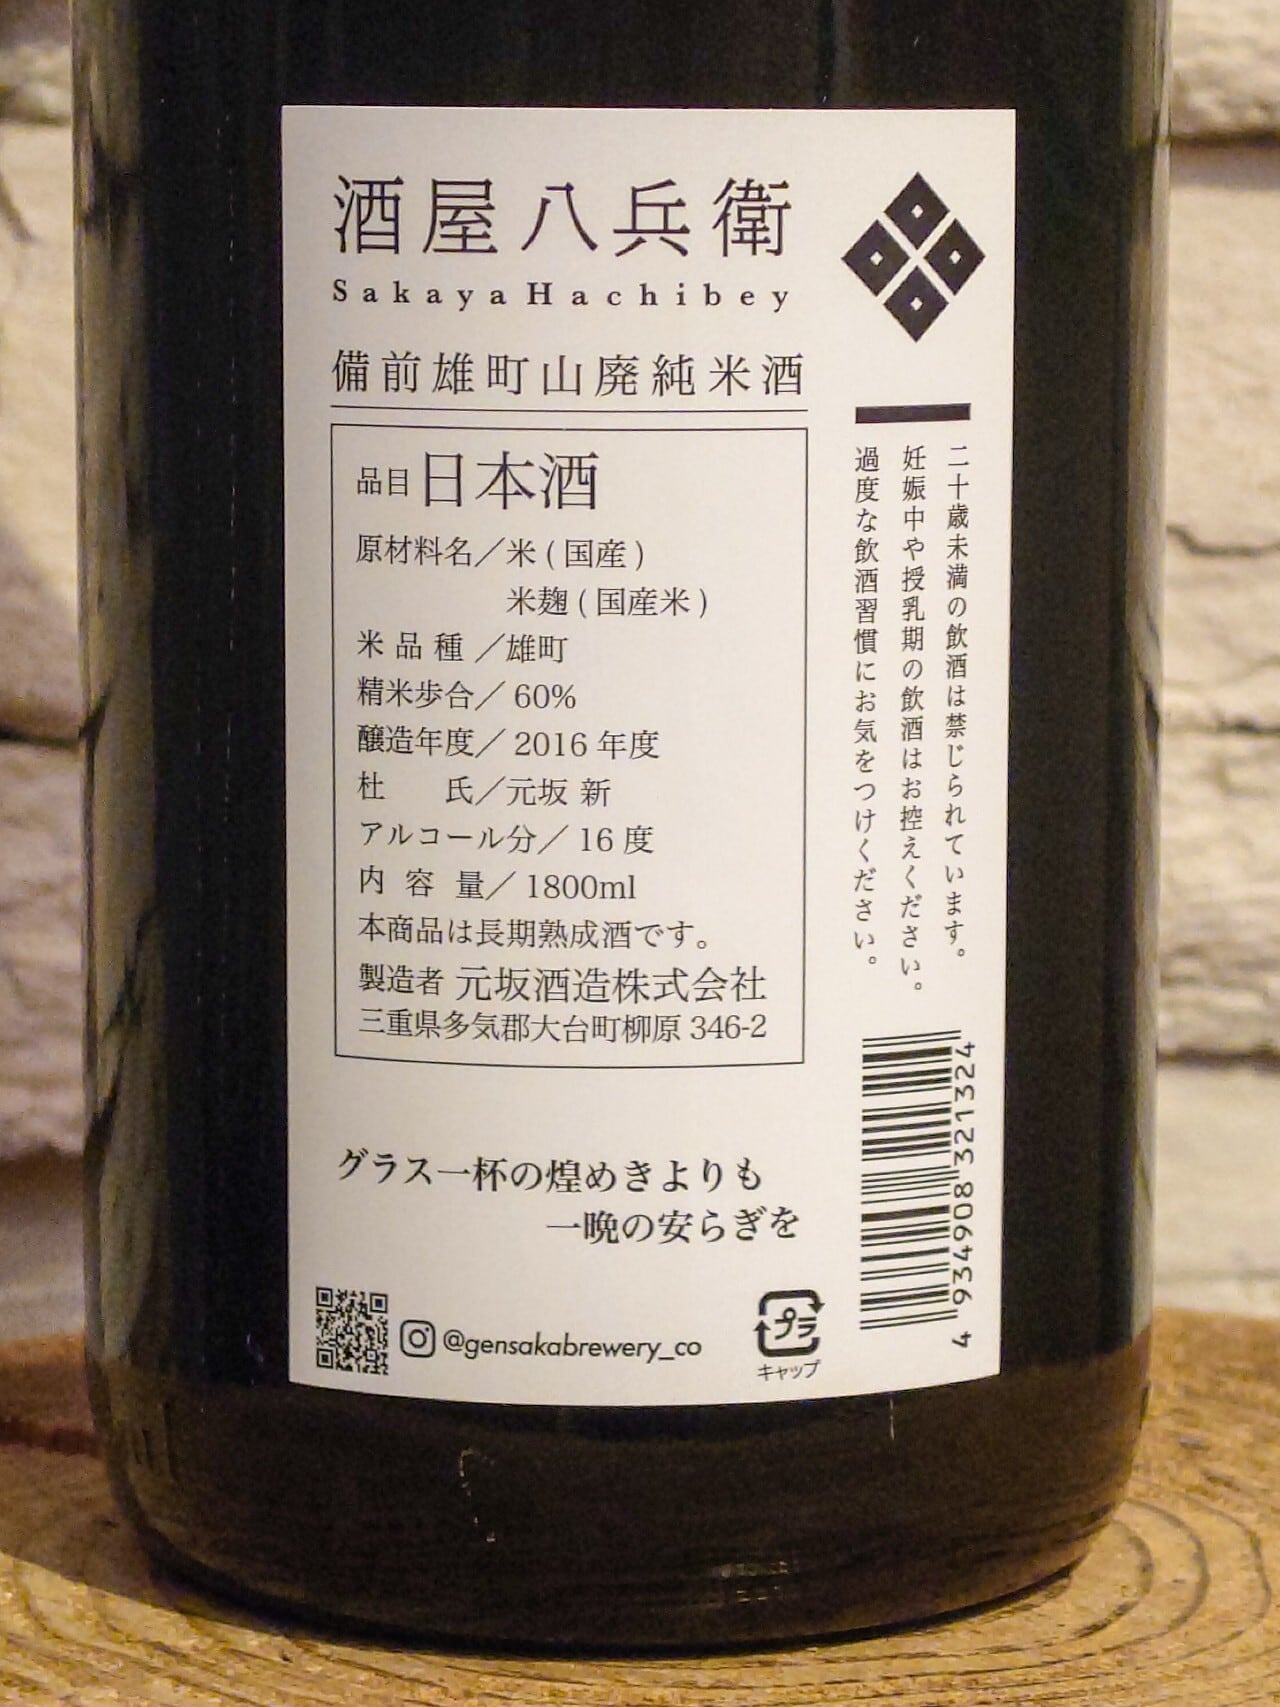 酒屋八兵衛
SakayaHachibey
備前雄町山廃純米酒
品目 日本酒
原材料名／米(国産)
米麹(国産米)
米品種／雄町
精米歩合／60%
醸造年度／2016年度
杜 氏／元坂 新
アルコール分／16度
内容量／1800ml
本商品は長期熟成酒です。
製造者 元坂酒造株式会社
三重県多気郡大台町柳原 346-2
二十歳未満の飲酒は禁じられています。
妊娠中や授乳期の飲酒はお控えください。
過度な飲酒習慣にお気をつけください。
グラス一杯の煌めきよりも
一晩の安らぎを
@gensakabrewery_co
プラ
キャップ
4 934908 321324